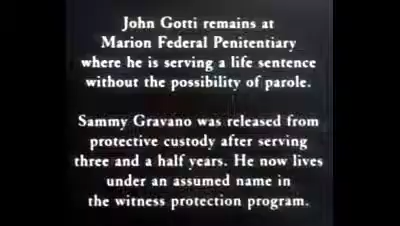 John Gotti remains at
Marion Federal Penitentiary
where he is serving a life sentence
without the possibility of parole.
Sammy Gravano was released from
protective custody after serving
three and a half years. He now lives
under an assumed name in
the witness protection program.